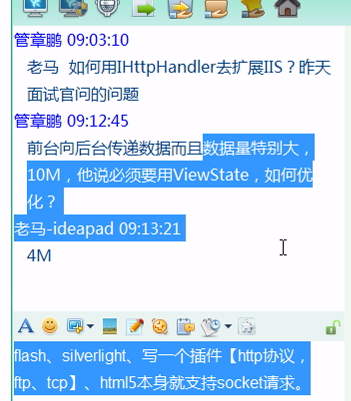 管章鹏 09:03:10
老马 如何用IHttpHandler去扩展IIS？昨天
面试官问的问题
管章鹏 09:12:45
前台向后台传递数据而且数据量特别大，
10M，他说必须要用ViewState，如何优
化？
老马-ideapad 09:13:21
4M
flash、silverlight、写一个插件【http协议，
ftp、tcp】、html5本身就支持socket请求。